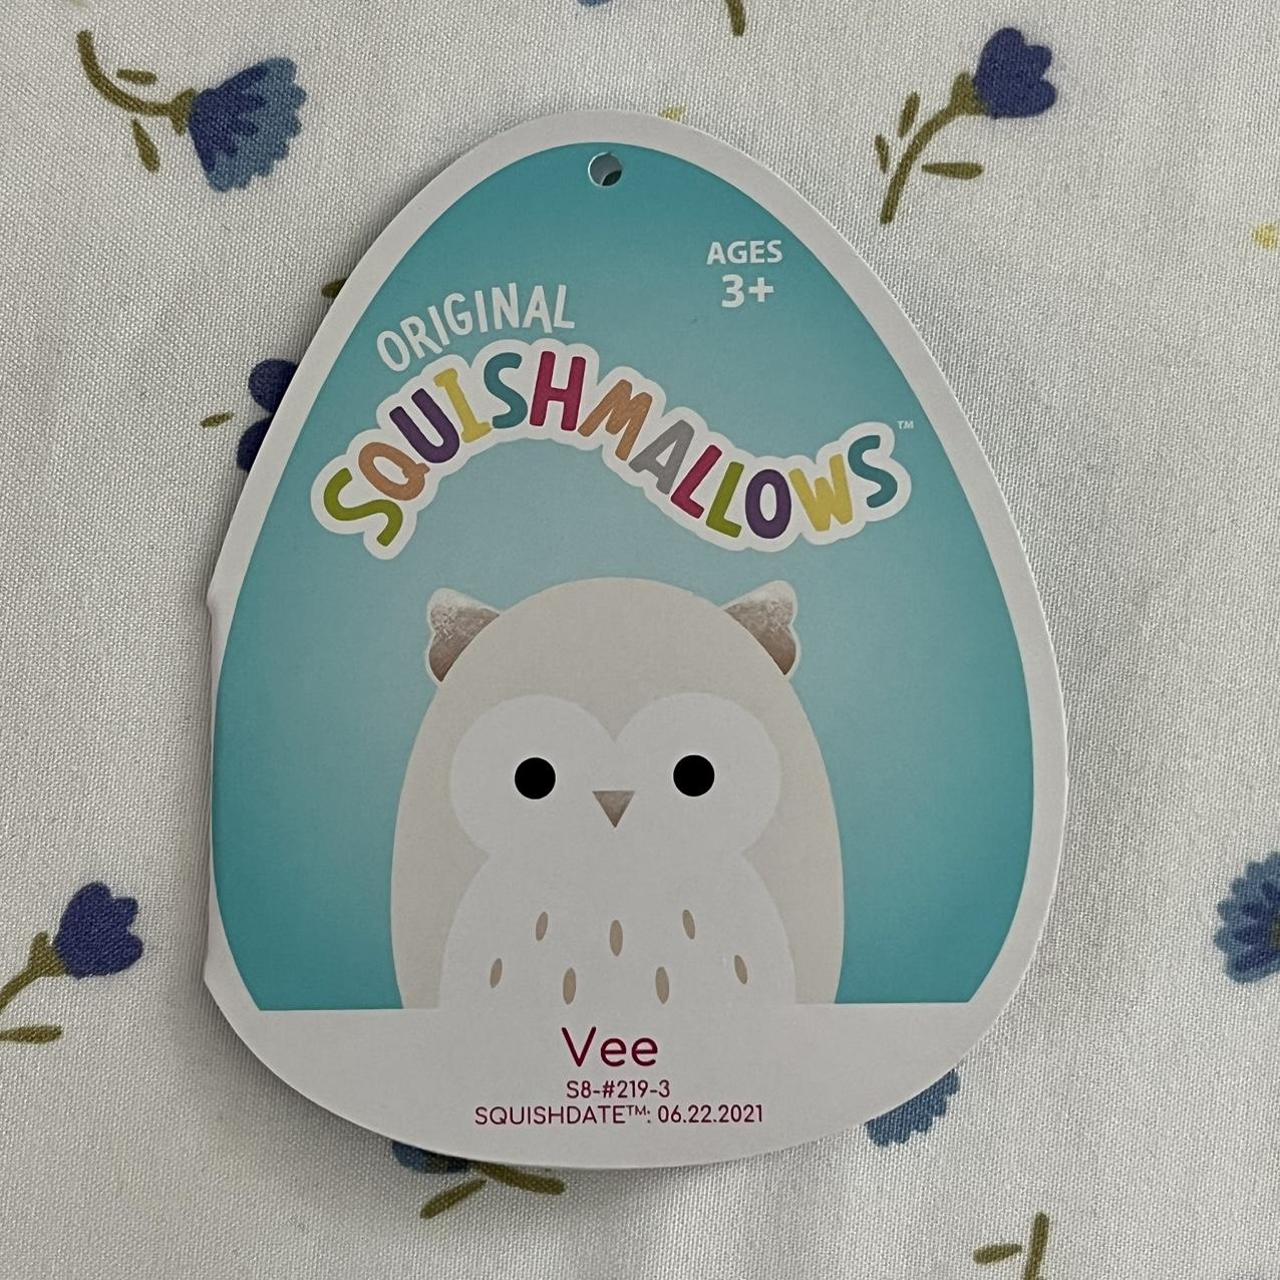 AGES
3+
ORIGINAL
SQUISHMALLOWS™
Vee
S8-#219-3
SQUISHDATE™: 06.22.2021